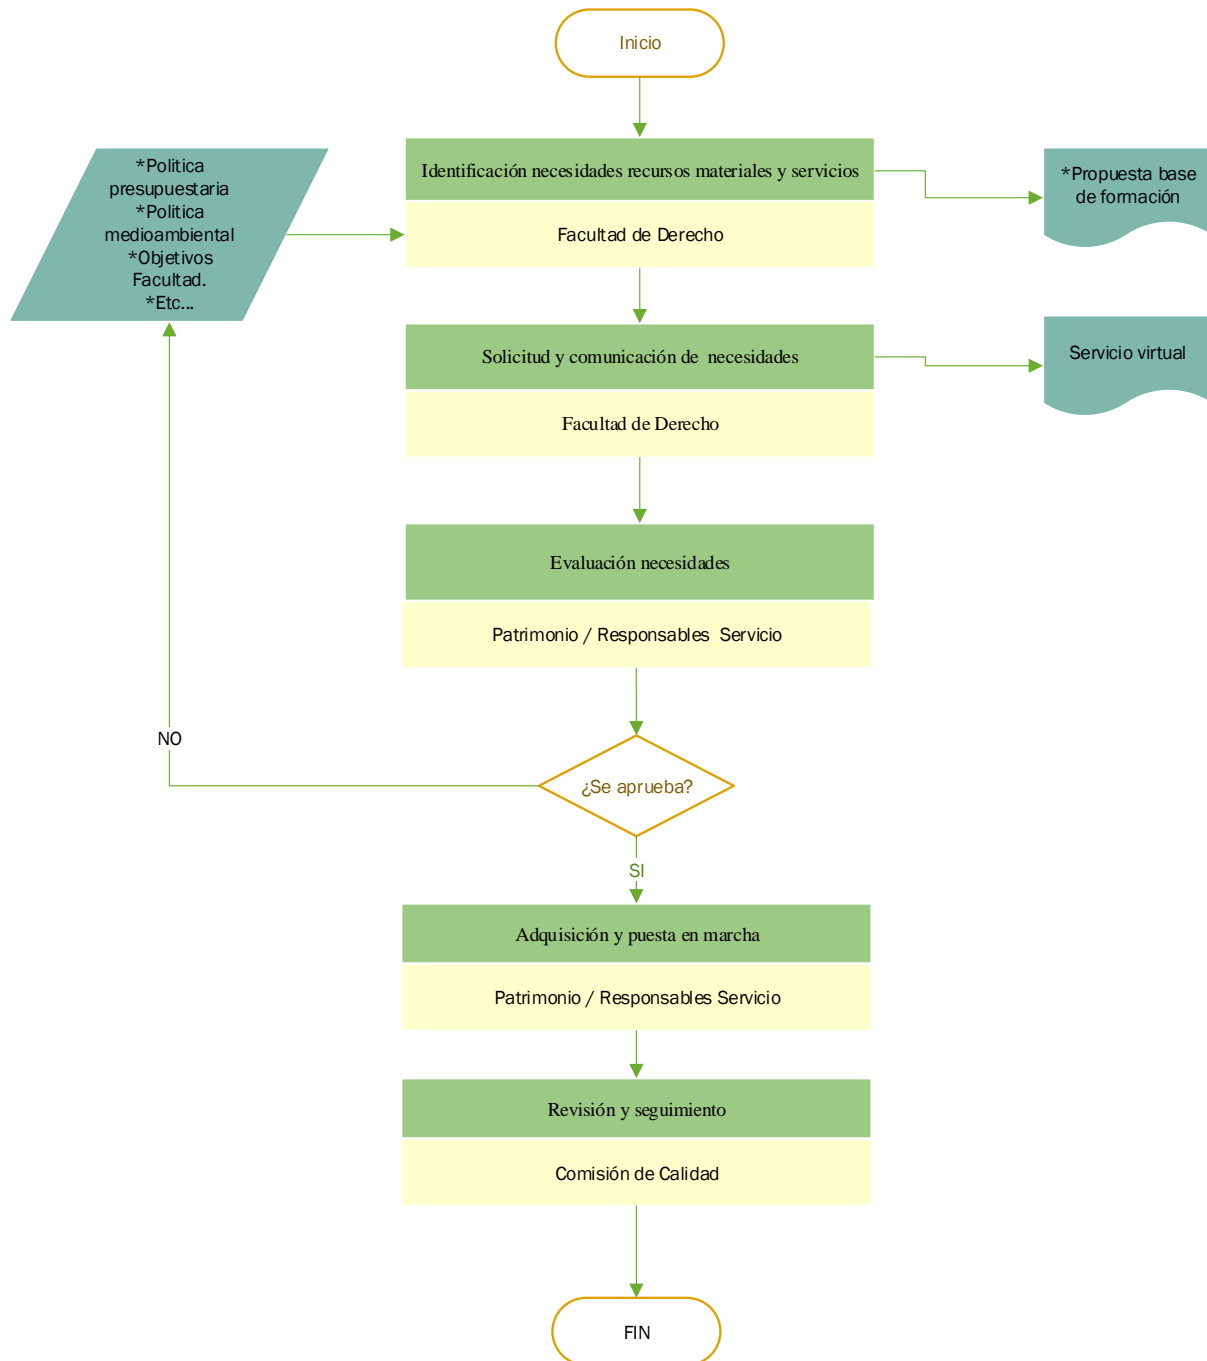 Inicio
*Politica
presupuestaria
*Politica
medioambiental
*Objetivos
Facultad.
*Etc...
Identificación necesidades recursos materiales y servicios
Facultad de Derecho
*Propuesta base
de formación
Solicitud y comunicación de necesidades
Facultad de Derecho
Servicio virtual
Evaluación necesidades
Patrimonio / Responsables Servicio
NO
¿Se aprueba?
SI
Adquisición y puesta en marcha
Patrimonio / Responsables Servicio
Revisión y seguimiento
Comisión de Calidad
FIN